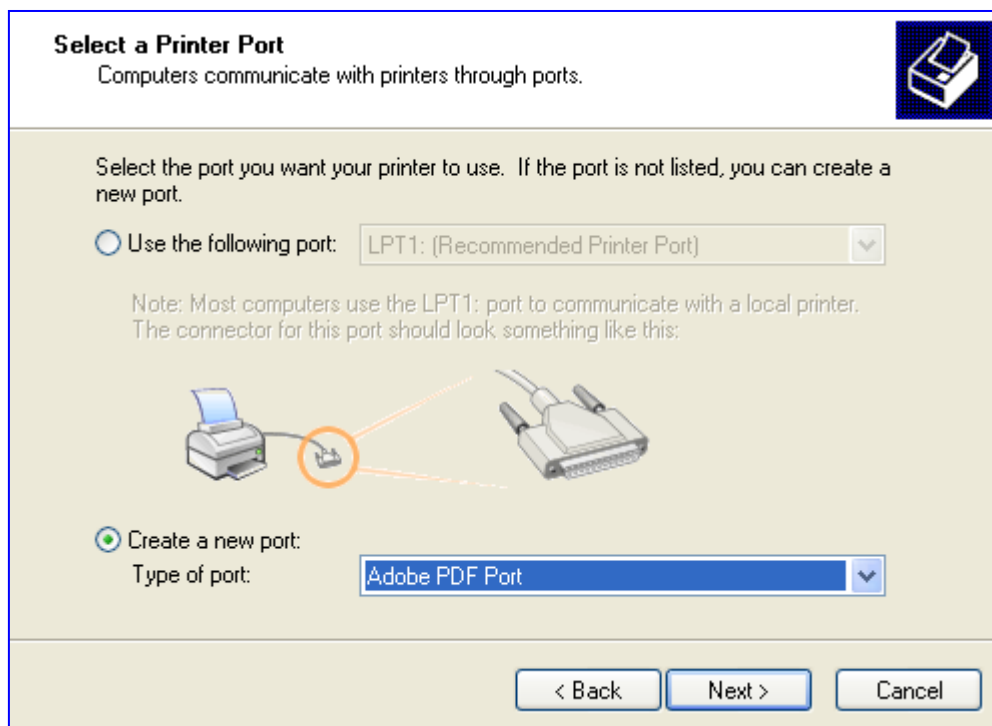 Select a Printer Port
Computers communicate with printers through ports.
Select the port you want your printer to use.  If the port is not listed, you can create a
new port.
Use the following port:
LPT1: (Recommended Printer Port)
Note: Most computers use the LPT1: port to communicate with a local printer.
The connector for this port should look something like this:
Create a new port:
Type of port:
Adobe PDF Port
< Back
Next >
Cancel